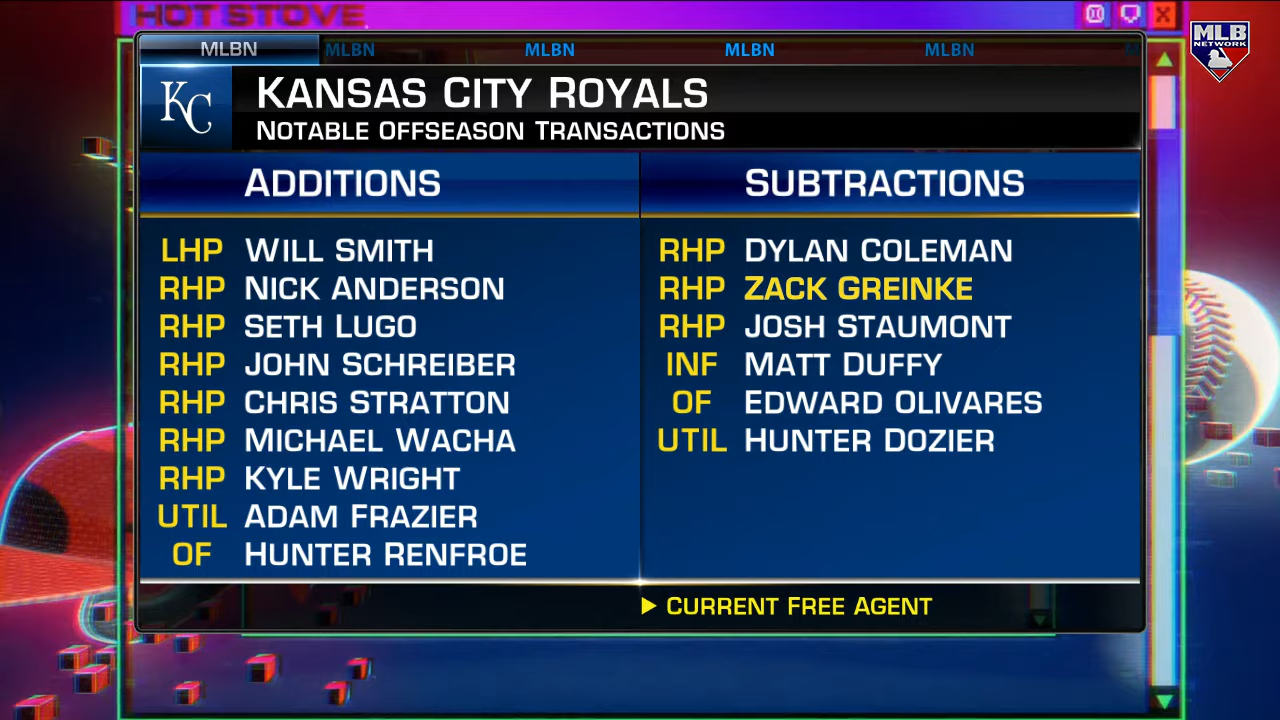 HOT STOVE
MLBN MLBN MLBN MLBN MLBN
MLB
NETWORK
KC
KANSAS CITY ROYALS
NOTABLE OFFSEASON TRANSACTIONS
ADDITIONS
LHP WILL SMITH
RHP NICK ANDERSON
RHP SETH LUGO
RHP JOHN SCHREIBER
RHP CHRIS STRATTON
RHP MICHAEL WACHA
RHP KYLE WRIGHT
UTIL ADAM FRAZIER
OF HUNTER RENFROE
SUBTRACTIONS
RHP DYLAN COLEMAN
RHP ZACK GREINKE
RHP JOSH STAUMONT
INF MATT DUFFY
OF EDWARD OLIVARES
UTIL HUNTER DOZIER
▶ CURRENT FREE AGENT